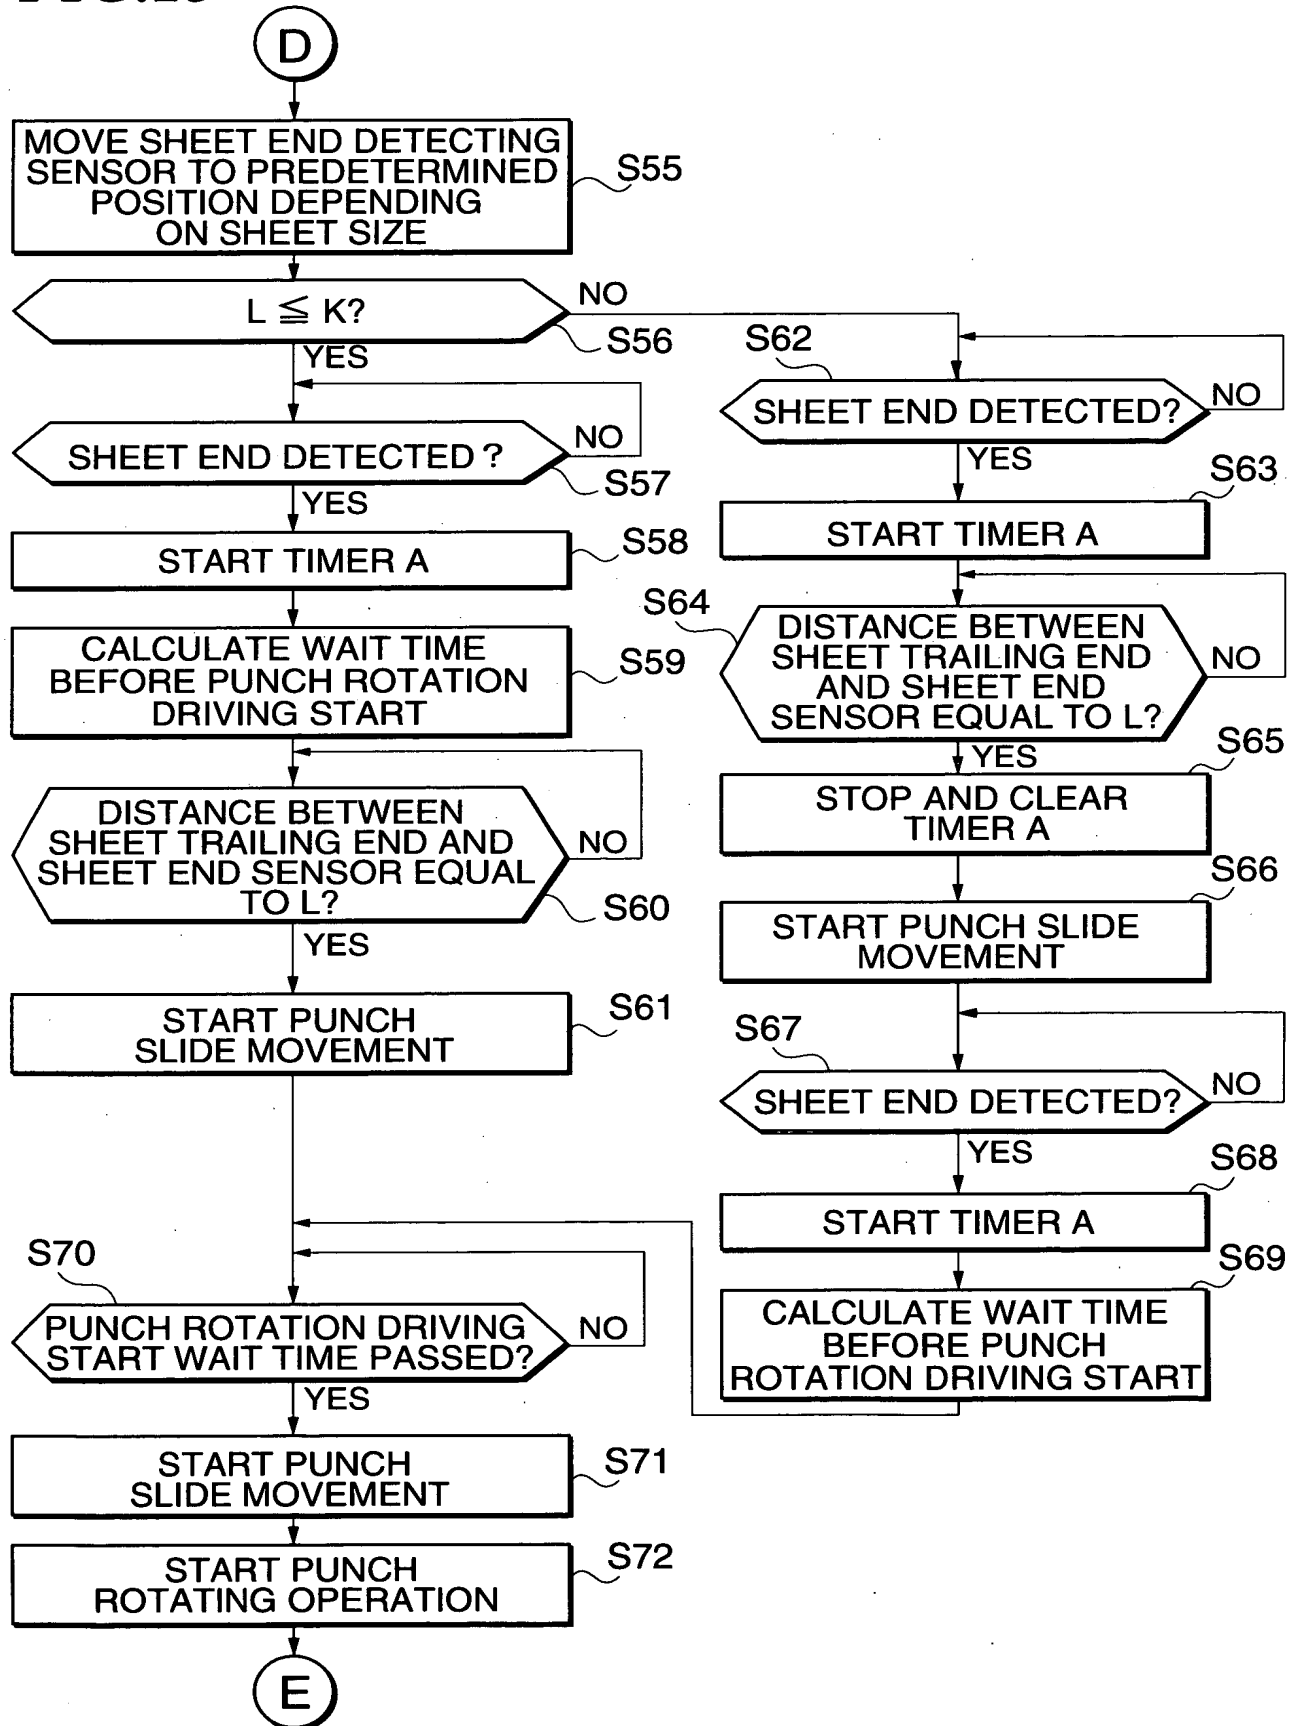 D
MOVE SHEET END DETECTING
SENSOR TO PREDETERMINED
POSITION DEPENDING
ON SHEET SIZE
S55
L ≦ K?
NO
S56
YES
SHEET END DETECTED ?
NO
S57
YES
START TIMER A
S58
CALCULATE WAIT TIME
BEFORE PUNCH ROTATION
DRIVING START
S59
DISTANCE BETWEEN
SHEET TRAILING END AND
SHEET END SENSOR EQUAL
TO L?
NO
S60
YES
START PUNCH
SLIDE MOVEMENT
S61
S62
SHEET END DETECTED?
NO
YES
S63
START TIMER A
S64
DISTANCE BETWEEN
SHEET TRAILING END
AND SHEET END
SENSOR EQUAL TO L?
NO
YES
S65
STOP AND CLEAR
TIMER A
S66
START PUNCH SLIDE
MOVEMENT
S67
SHEET END DETECTED?
NO
YES
S68
START TIMER A
S69
CALCULATE WAIT TIME
BEFORE PUNCH
ROTATION DRIVING START
S70
PUNCH ROTATION DRIVING
START WAIT TIME PASSED?
NO
YES
START PUNCH
SLIDE MOVEMENT
S71
START PUNCH
ROTATING OPERATION
S72
E